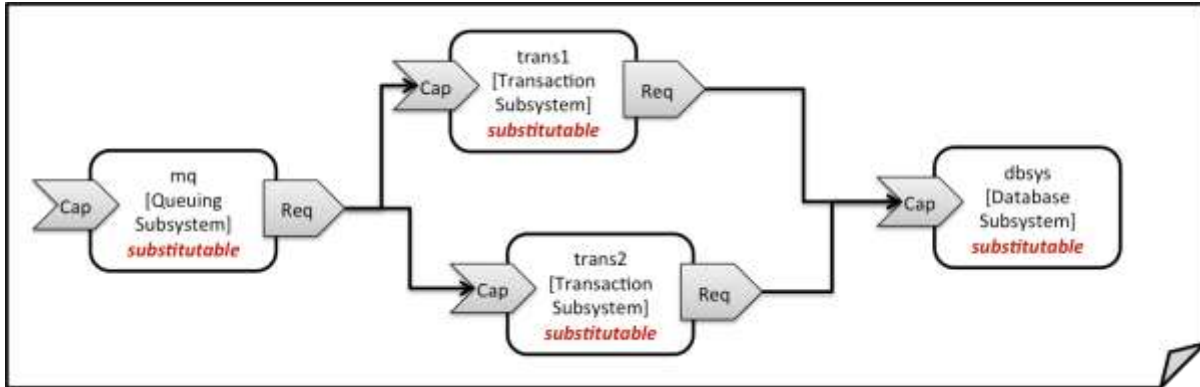 Cap
mq
[Queuing
Subsystem]
substitutable
Req
Cap
trans1
[Transaction
Subsystem]
substitutable
Req
Cap
trans2
[Transaction
Subsystem]
substitutable
Req
Cap
dbsys
[Database
Subsystem]
substitutable